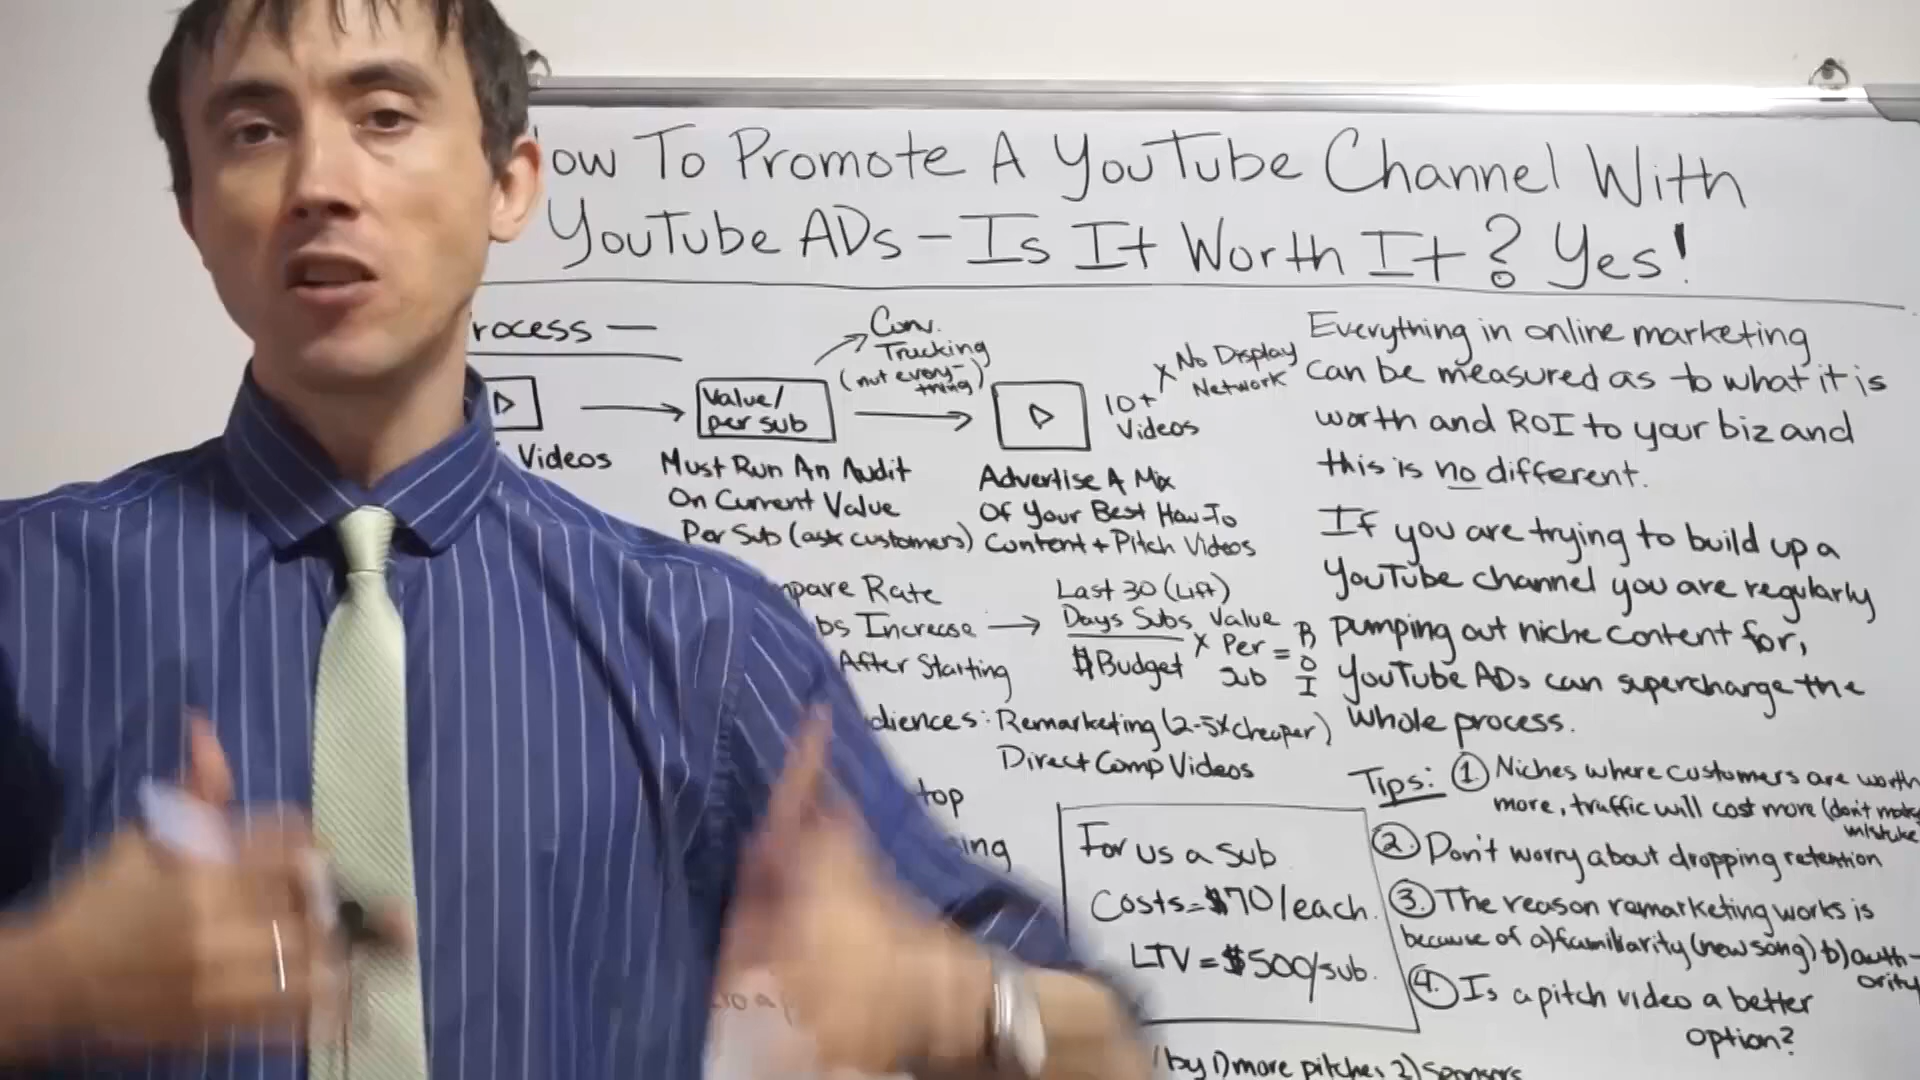 ow To Promote A YouTube Channel With
YouTube ADs - Is It Worth It? Yes!
rocess —
Videos
Value/
per sub
Must Run An Audit
On Current Value
Per Sub (ask customers)
Conv.
Trucking
(not every-
thing)
10+
Videos
x No Display
Network
Advertise A Mix
Of Your Best How-To
Content + Pitch Videos
mpare Rate
bs Increase →
After Starting
Last 30 (Lift)
Days Subs
$Budget
x Value
Per
Sub
= R
O
I
diences: Remarketing (2-5x cheaper)
Direct Comp Videos
top
ing
For us a sub
Costs = $70/each.
LTV = $500/sub.
/by 1) more pitches 2) Sponsors
Everything in online marketing
can be measured as to what it is
worth and ROI to your biz and
this is no different.
If you are trying to build up a
YouTube channel you are regularly
pumping out niche content for,
YouTube ADs can supercharge the
whole process.
Tips: 1. Niches where customers are worth
more, traffic will cost more (don't make
mistake
2. Don't worry about dropping retention
3. The reason remarketing works is
because of a) familiarity (new song) b) auth-
ority
4. Is a pitch video a better
option?